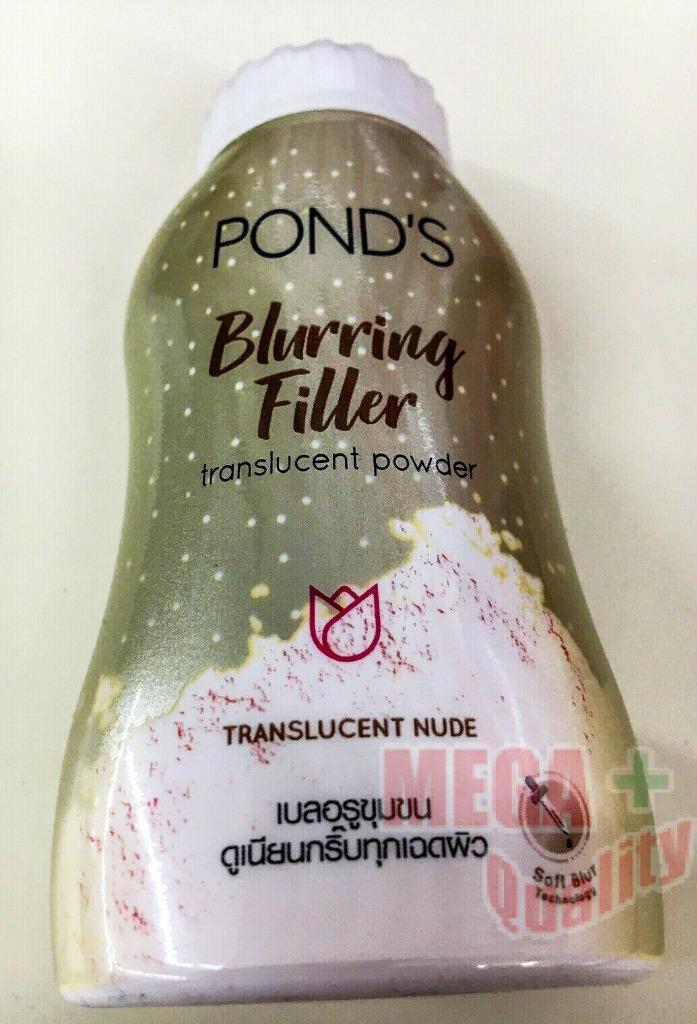 POND'S
Blurring
Filler
translucent powder
TRANSLUCENT NUDE
เบลอรูขุมขน
ดูเนียนกริ๊บทุกเฉดผิว
MEGA +
Quality
Soft Blur
Technology